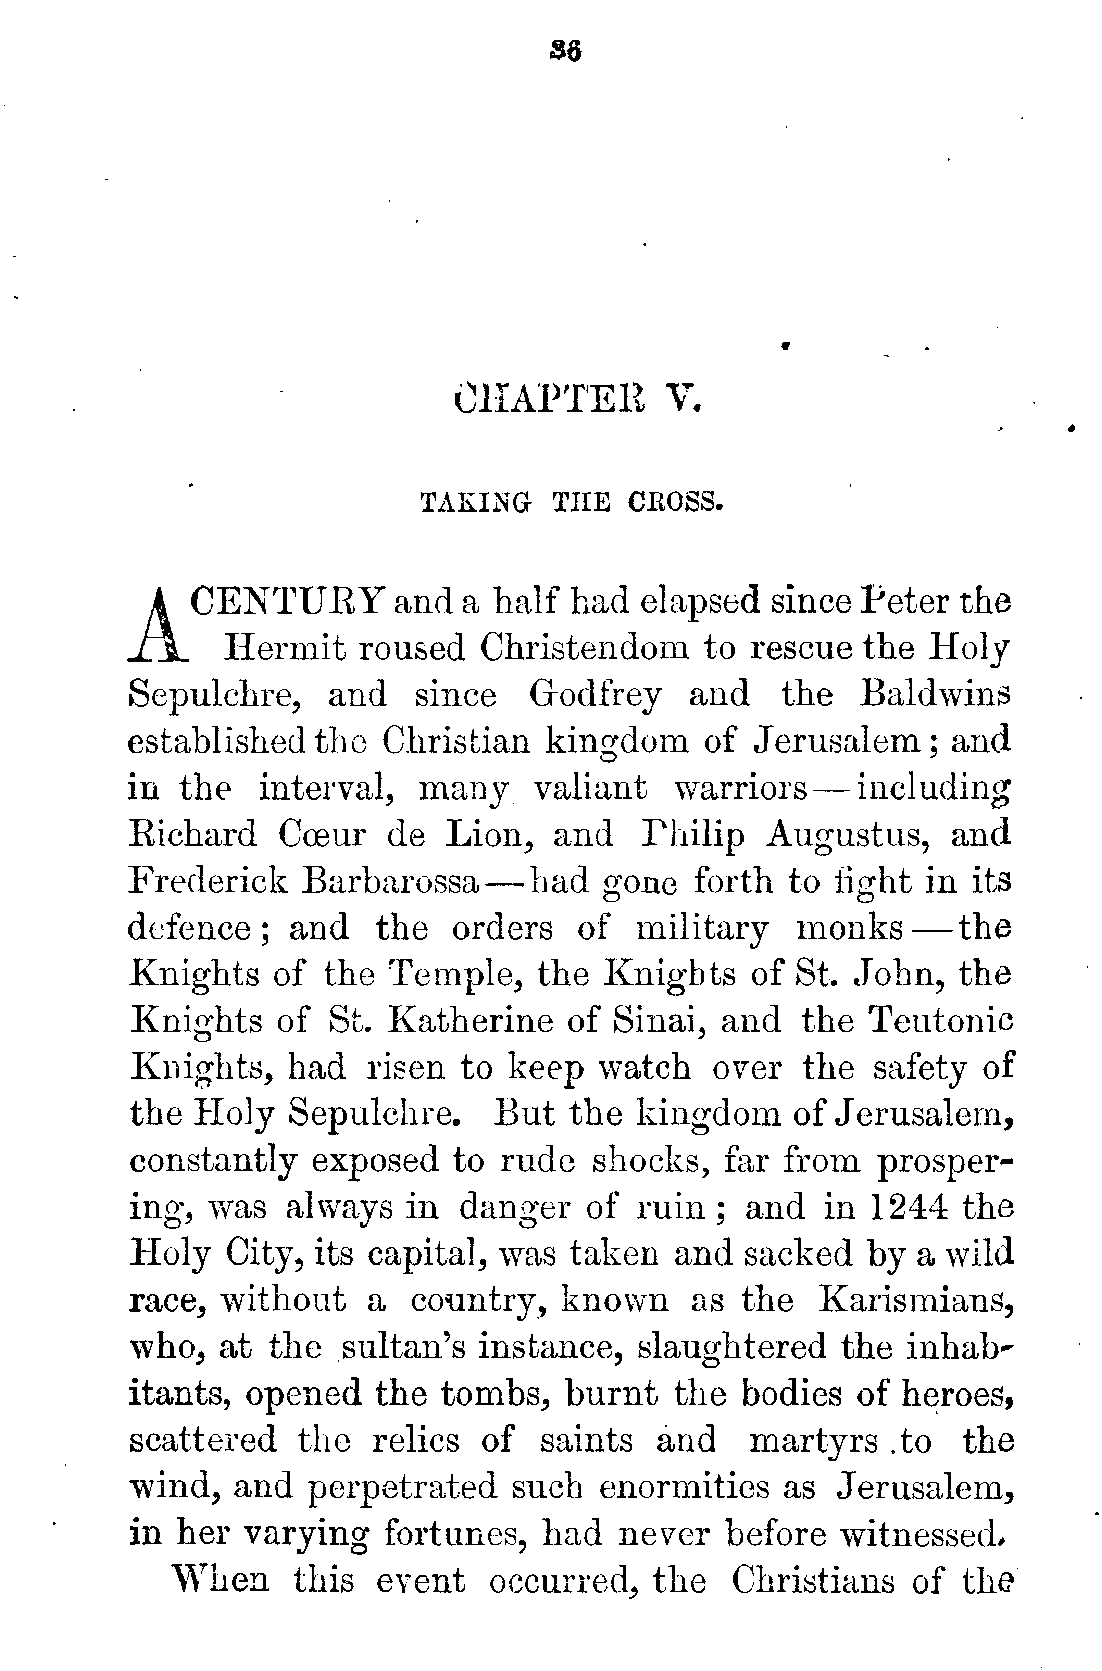 36
CHAPTER V.
TAKING THE CROSS.
A CENTURY and a half had elapsed since Peter the
Hermit roused Christendom to rescue the Holy
Sepulchre, and since Godfrey and the Baldwins
established the Christian kingdom of Jerusalem; and
in the interval, many valiant warriors—including
Richard Cœur de Lion, and Philip Augustus, and
Frederick Barbarossa—had gone forth to fight in its
defence; and the orders of military monks—the
Knights of the Temple, the Knights of St. John, the
Knights of St. Katherine of Sinai, and the Teutonic
Knights, had risen to keep watch over the safety of
the Holy Sepulchre. But the kingdom of Jerusalem,
constantly exposed to rude shocks, far from prosper-
ing, was always in danger of ruin; and in 1244 the
Holy City, its capital, was taken and sacked by a wild
race, without a country, known as the Karismians,
who, at the sultan's instance, slaughtered the inhab-
itants, opened the tombs, burnt the bodies of heroes,
scattered the relics of saints and martyrs to the
wind, and perpetrated such enormities as Jerusalem,
in her varying fortunes, had never before witnessed.
When this event occurred, the Christians of the